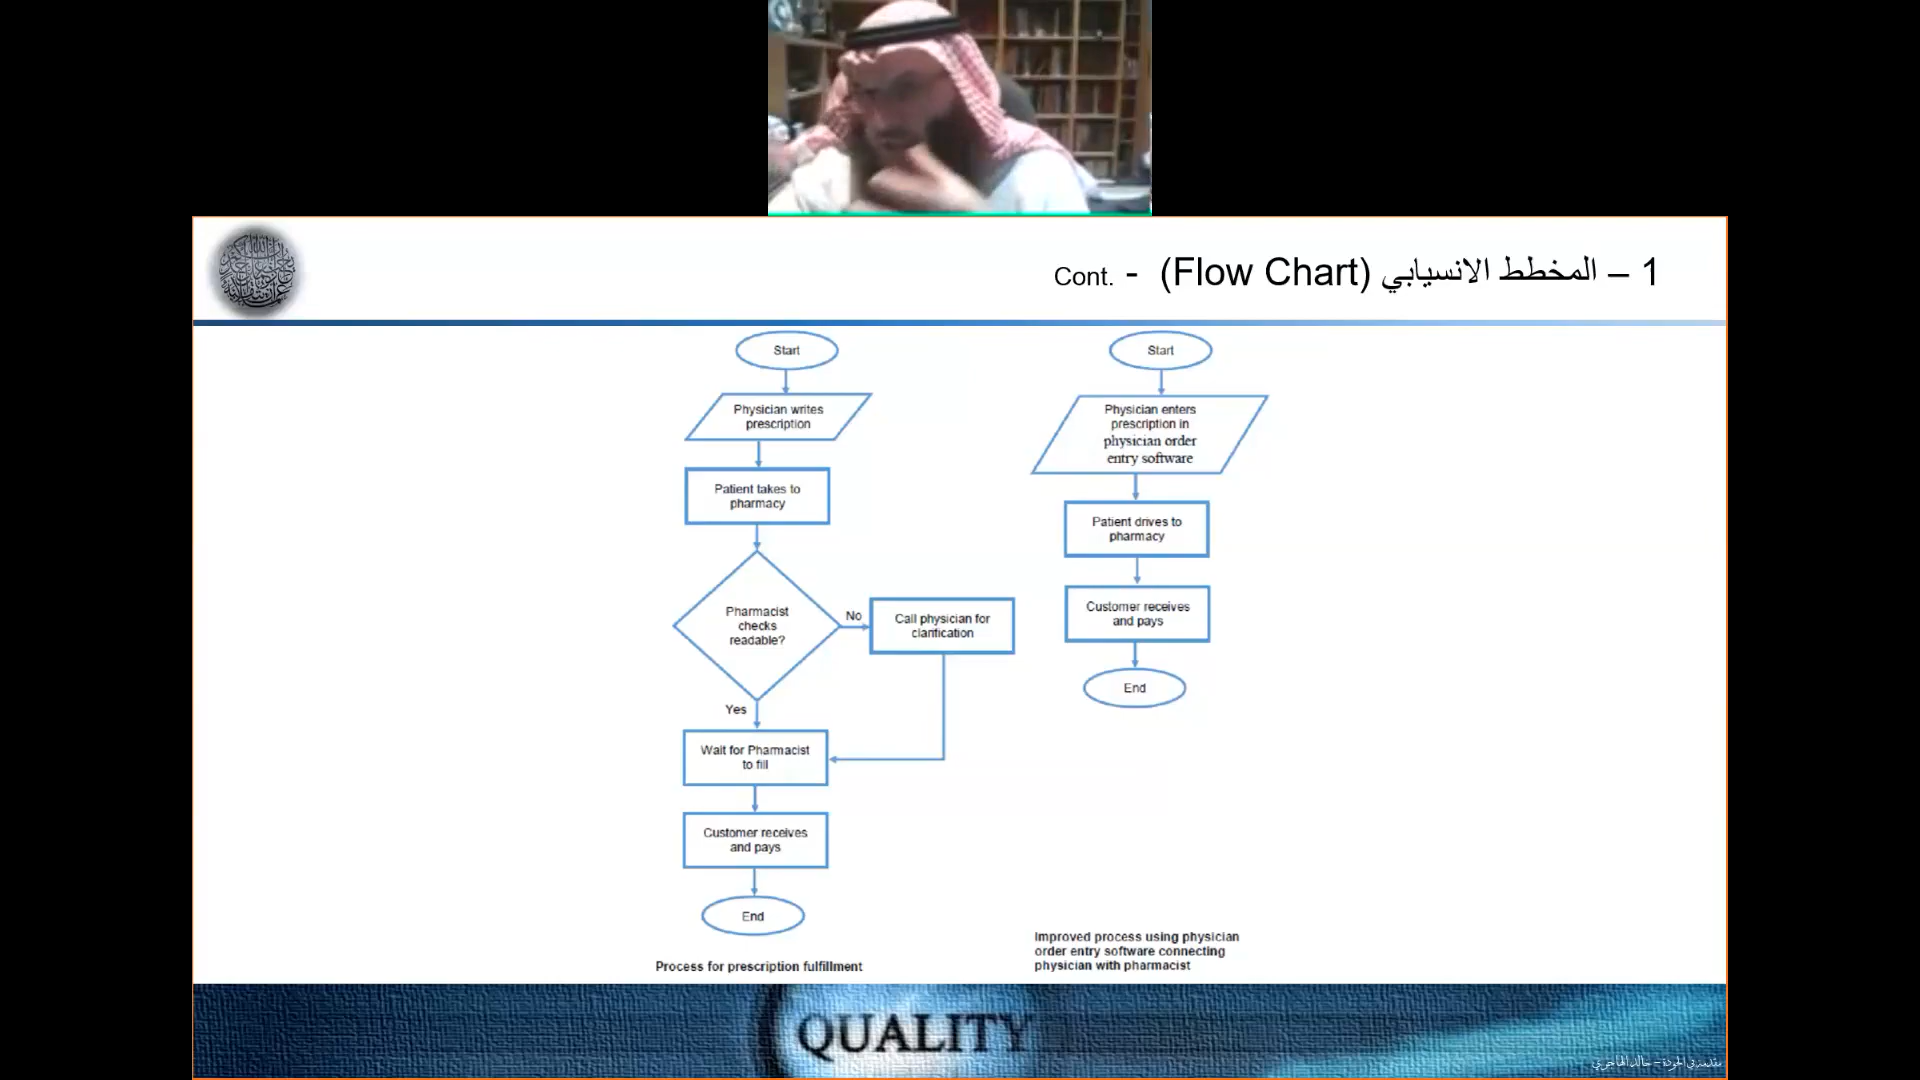 1 – المخطط الانسيابي (Flow Chart) - Cont.
Start
Physician writes
prescription
Patient takes to
pharmacy
Pharmacist
checks
readable?
No
Call physician for
clarification
Yes
Wait for Pharmacist
to fill
Customer receives
and pays
End
Process for prescription fulfillment
Start
Physician enters
prescription in
physician order
entry software
Patient drives to
pharmacy
Customer receives
and pays
End
Improved process using physician
order entry software connecting
physician with pharmacist
QUALITY